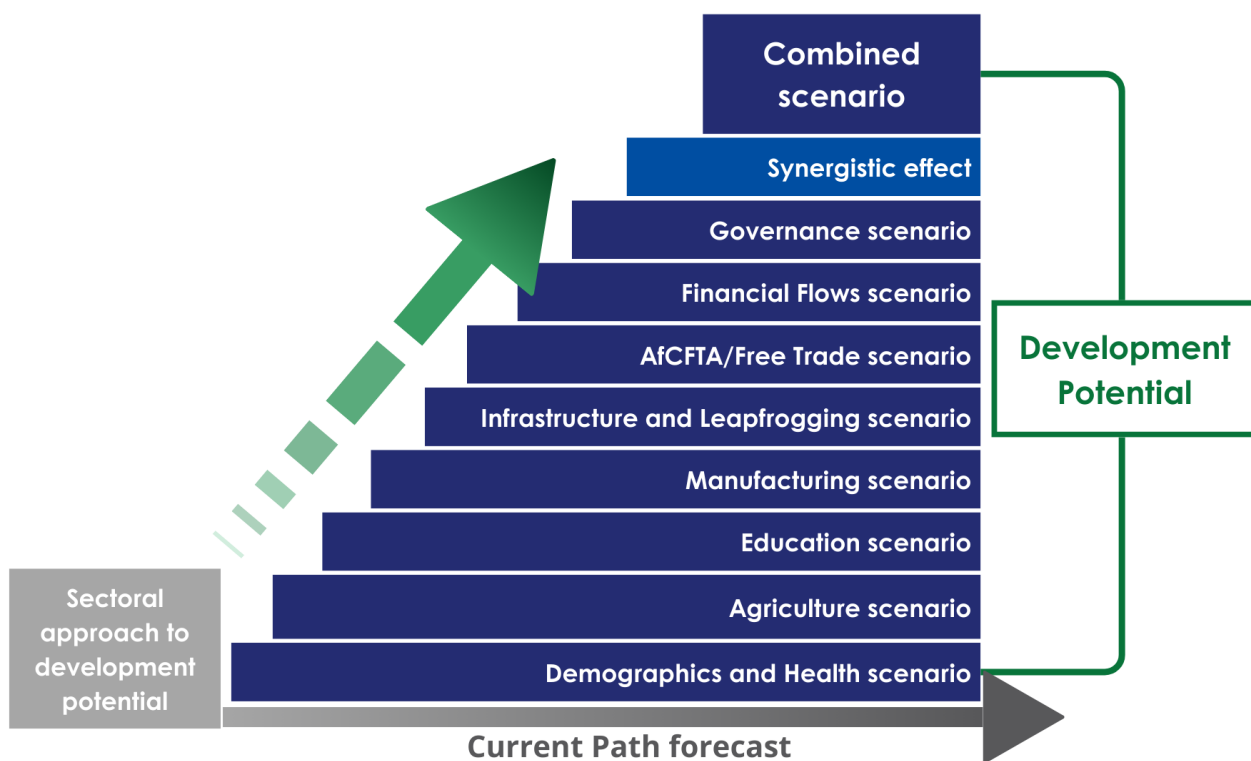 Combined
scenario
Synergistic effect
Governance scenario
Financial Flows scenario
AfCFTA/Free Trade scenario
Infrastructure and Leapfrogging scenario
Manufacturing scenario
Education scenario
Agriculture scenario
Demographics and Health scenario
Development
Potential
Sectoral
approach to
development
potential
Current Path forecast